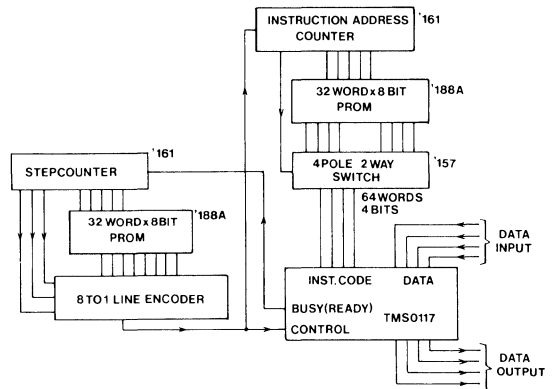 INSTRUCTION ADDRESS
COUNTER
'161
32 WORD x 8 BIT
PROM
'188A
4 POLE 2 WAY
SWITCH
'157
64 WORDS
4 BITS
'161
STEPCOUNTER
32 WORD x 8BIT
PROM
'188A
8 TO 1 LINE ENCODER
INST. CODE
DATA
BUSY(READY)
TMS0117
CONTROL
DATA
INPUT
DATA
OUTPUT